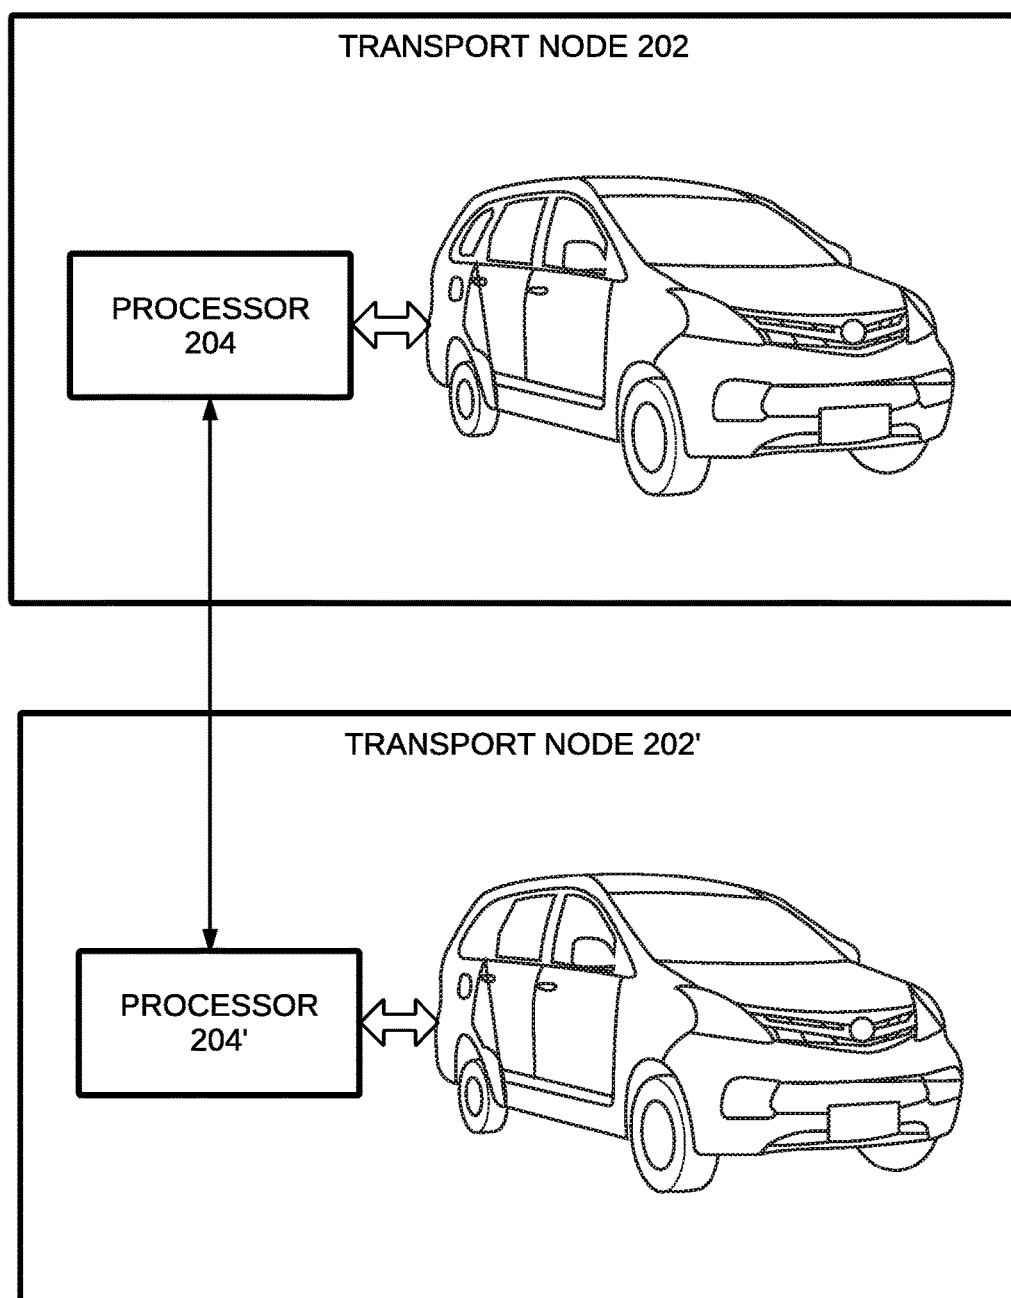 TRANSPORT NODE 202
PROCESSOR
204
TRANSPORT NODE 202'
PROCESSOR
204'